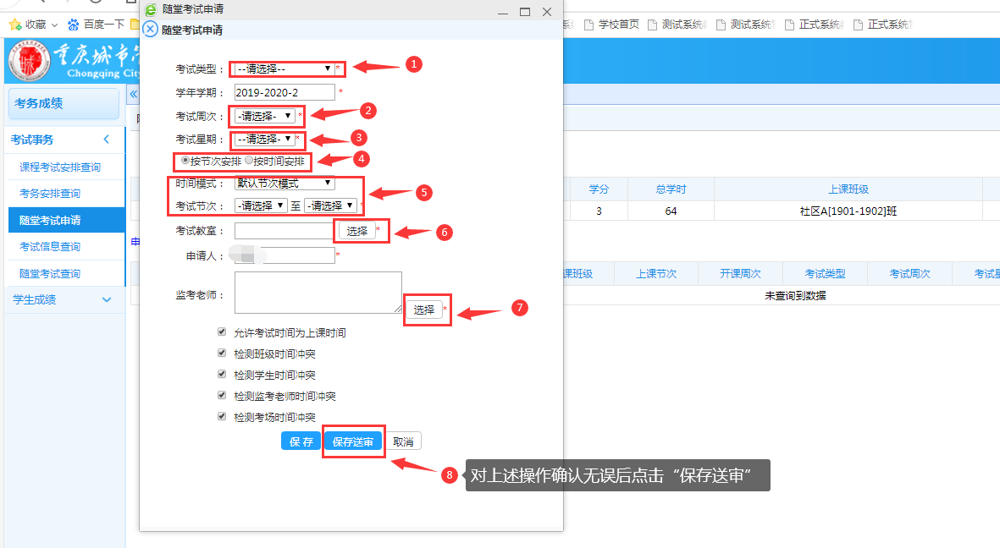 随堂考试申请
收藏
百度一下
随堂考试申请
学校首页
测试系统
测试系统
正式系统
正式系统
重庆城市
Chongqing City
考务成绩
考试事务
课程考试安排查询
考务安排查询
随堂考试申请
考试信息查询
随堂考试查询
学生成绩
考试类型： --请选择-- * 1
学年学期： 2019-2020-2 *
考试周次： -请选择- * 2
考试星期： --请选择- * 3
按节次安排 按时间安排 4
时间模式： 默认节次模式
考试节次： -请选择 至 -请选择 * 5
考试教室： 选择 * 6
申请人： *
监考老师： 选择 * 7
允许考试时间为上课时间
检测班级时间冲突
检测学生时间冲突
检测监考老师时间冲突
检测考场时间冲突
保 存 保存送审 取消
8 对上述操作确认无误后点击“保存送审”
学分 总学时 上课班级
3 64 社区A[1901-1902]班
申
课班级 上课节次 开课周次 考试类型 考试周次 考试星
未查询到数据